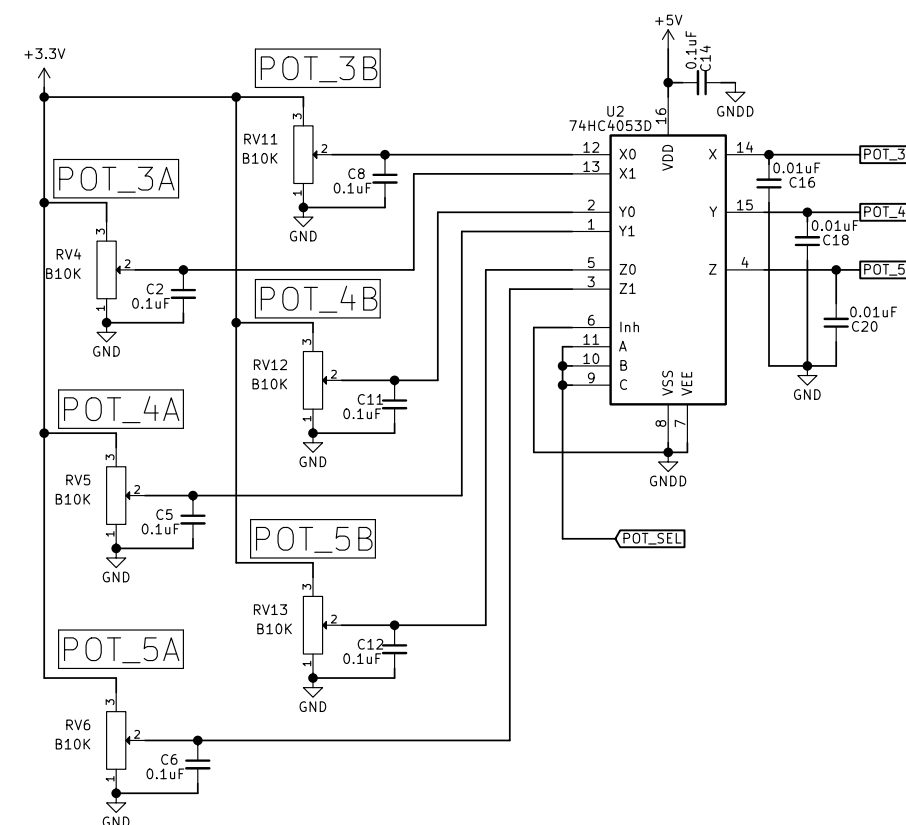 +5V
0.1uF
C14
GNDD
+3.3V
POT_3B
U2
74HC4053D
16
VDD
3
RV11
B10K
2
1
C8
0.1uF
GND
12 X0
13 X1
2 Y0
1 Y1
5 Z0
3 Z1
6 Inh
11 A
10 B
9 C
X 14
Y 15
Z 4
VSS
VEE
8
7
GNDD
0.01uF
C16
POT_3
0.01uF
C18
POT_4
POT_5
0.01uF
C20
GND
POT_3A
3
RV4
B10K
2
1
C2
0.1uF
GND
POT_4B
3
RV12
B10K
2
1
C11
0.1uF
GND
POT_4A
3
RV5
B10K
2
1
C5
0.1uF
GND
POT_SEL
POT_5B
3
RV13
B10K
2
1
C12
0.1uF
GND
POT_5A
3
RV6
B10K
2
1
C6
0.1uF
GND